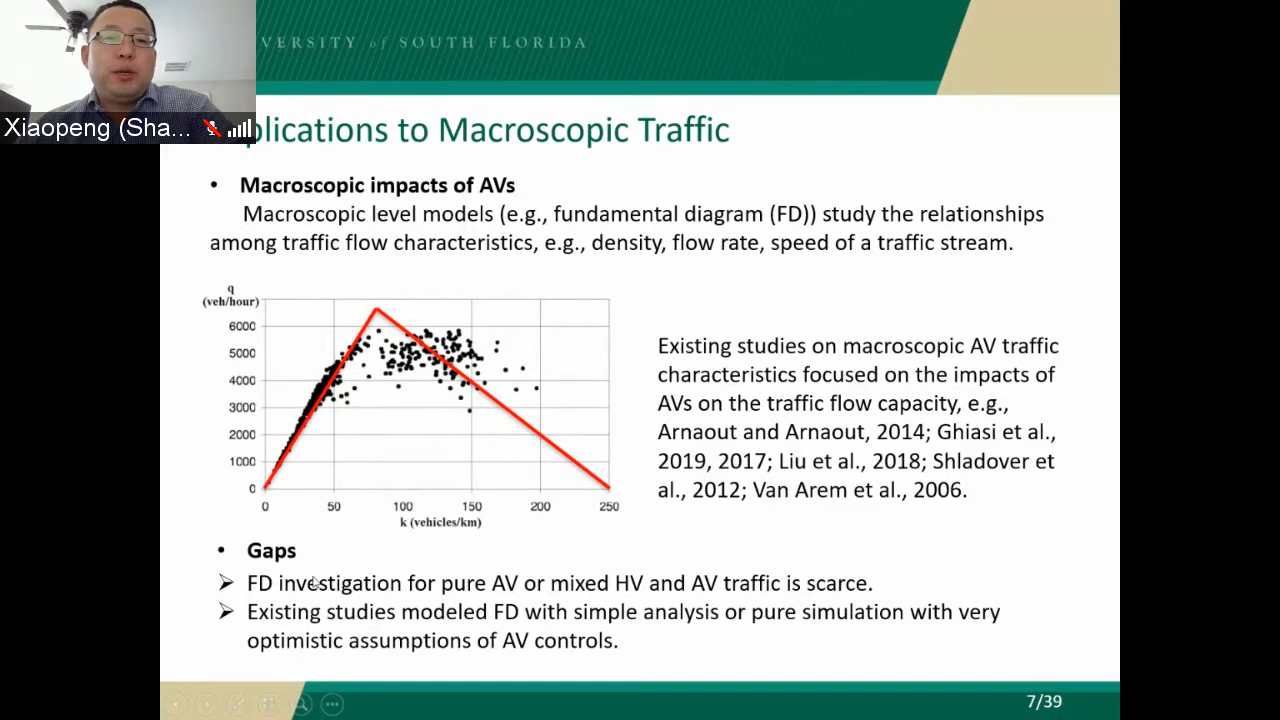 VERSITY of SOUTH FLORIDA
Xiaopeng (Sha...
plications to Macroscopic Traffic
• Macroscopic impacts of AVs
Macroscopic level models (e.g., fundamental diagram (FD)) study the relationships
among traffic flow characteristics, e.g., density, flow rate, speed of a traffic stream.
q
(veh/hour)
6000
5000
4000
3000
2000
1000
0
0 50 100 150 200 250
k (vehicles/km)
Existing studies on macroscopic AV traffic
characteristics focused on the impacts of
AVs on the traffic flow capacity, e.g.,
Arnaout and Arnaout, 2014; Ghiasi et al.,
2019, 2017; Liu et al., 2018; Shladover et
al., 2012; Van Arem et al., 2006.
• Gaps
➢ FD investigation for pure AV or mixed HV and AV traffic is scarce.
➢ Existing studies modeled FD with simple analysis or pure simulation with very
optimistic assumptions of AV controls.
7/39